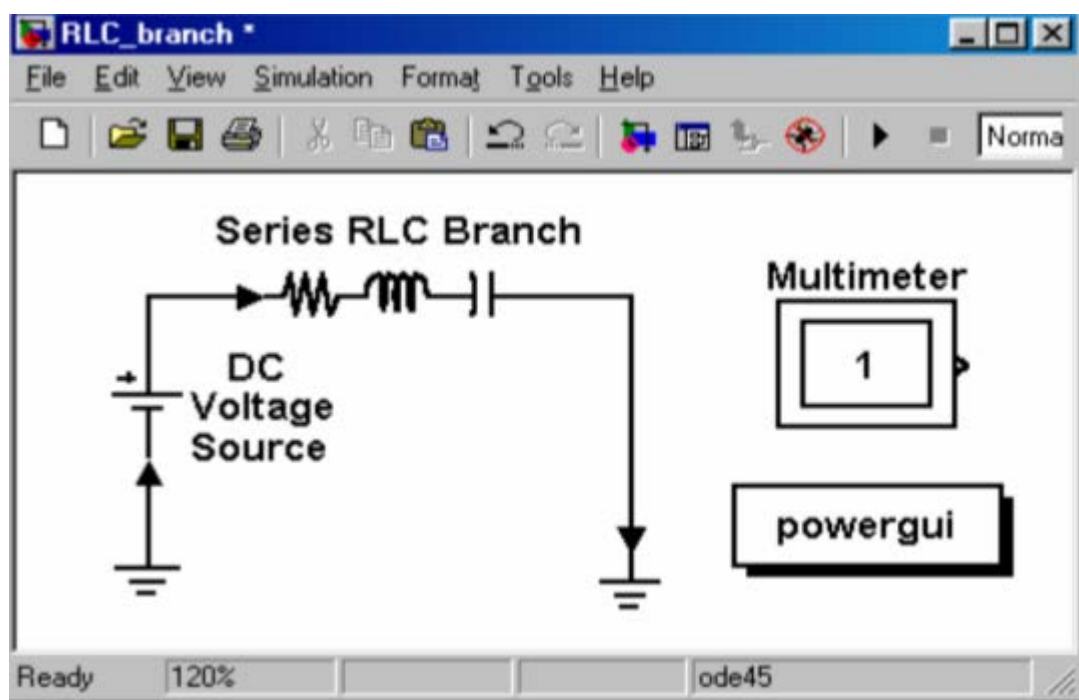 RLC_branch *
File Edit View Simulation Format Tools Help
Norma
Series RLC Branch
Multimeter
1
DC
Voltage
Source
powergui
Ready 120% ode45